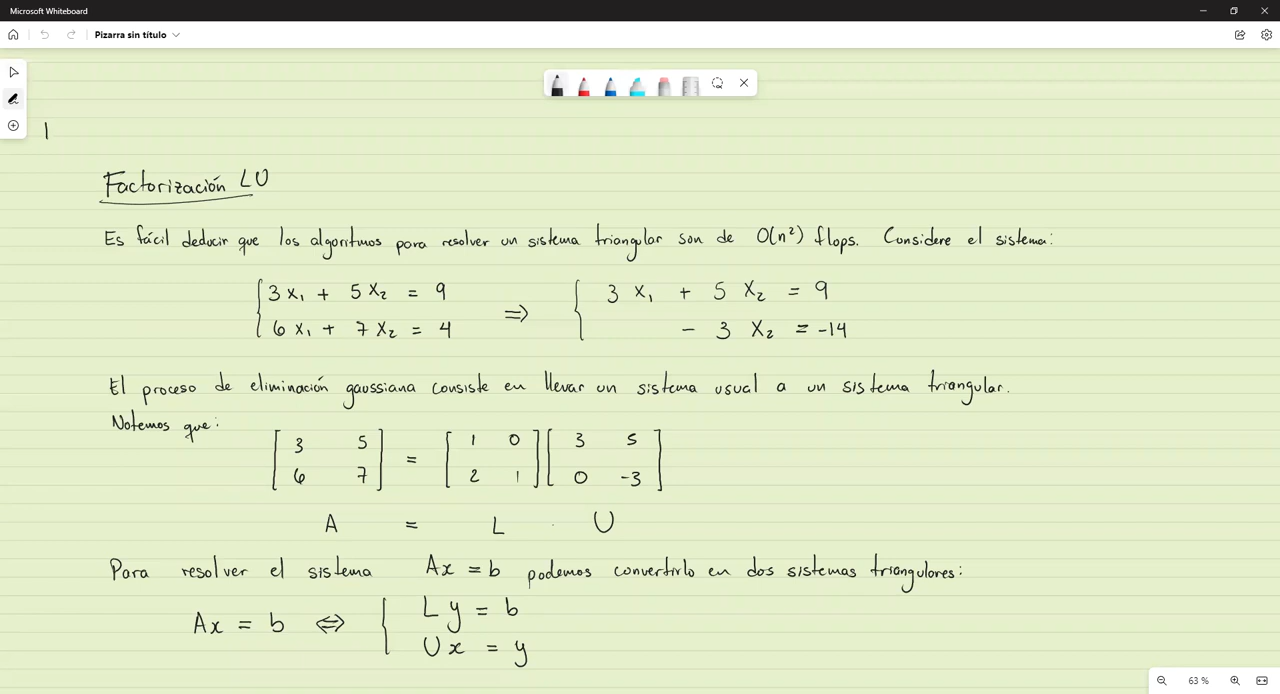 Microsoft Whiteboard
Pizarra sin título
Factorización LU
Es fácil deducir que los algoritmos para resolver un sistema triangular son de O(n²) flops. Considere el sistema:
3 x₁ + 5 x₂ = 9 ⇒ 3 x₁ + 5 x₂ = 9
6 x₁ + 7 x₂ = 4 - 3 x₂ = -14
El proceso de eliminación gaussiana consiste en llevar un sistema usual a un sistema triangular.
Notemos que:
[3 5] = [1 0] [3 5]
[6 7] [2 1] [0 -3]
A = L . U
Para resolver el sistema Ax = b podemos convertirlo en dos sistemas triangulares:
Ax = b ⇔ { Ly = b
Ux = y
63 %